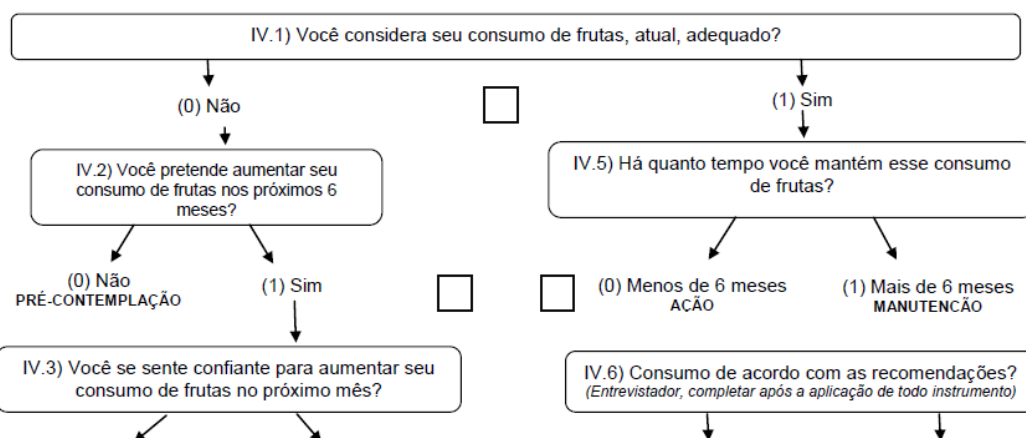 IV.1) Você considera seu consumo de frutas, atual, adequado?
(0) Não
(1) Sim
IV.2) Você pretende aumentar seu
consumo de frutas nos próximos 6
meses?
IV.5) Há quanto tempo você mantém esse consumo
de frutas?
(0) Não
PRÉ-CONTEMPLAÇÃO
(1) Sim
(0) Menos de 6 meses
AÇÃO
(1) Mais de 6 meses
MANUTENCÃO
IV.3) Você se sente confiante para aumentar seu
consumo de frutas no próximo mês?
IV.6) Consumo de acordo com as recomendações?
(Entrevistador, completar após a aplicação de todo instrumento)